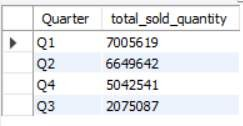 Quarter total_sold_quantity
Q1 7005619
Q2 6649642
Q4 5042541
Q3 2075087